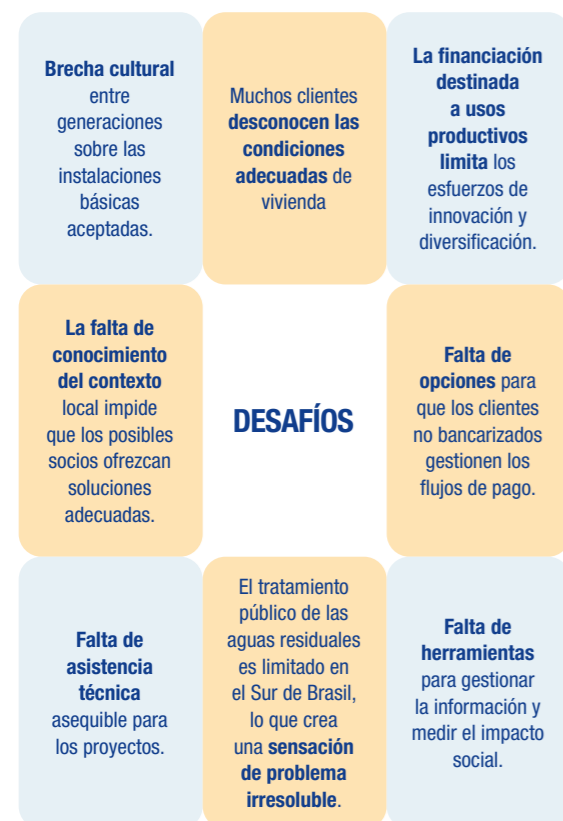 Brecha cultural
entre
generaciones
sobre las
instalaciones
básicas
aceptadas.
Muchos clientes
desconocen las
condiciones
adecuadas de
vivienda
La financiación
destinada
a usos
productivos
limita los
esfuerzos de
innovación y
diversificación.
La falta de
conocimiento
del contexto
local impide
que los posibles
socios ofrezcan
soluciones
adecuadas.
DESAFÍOS
Falta de
opciones para
que los clientes
no bancarizados
gestionen los
flujos de pago.
Falta de
asistencia
técnica
asequible para
los proyectos.
El tratamiento
público de las
aguas residuales
es limitado en
el Sur de Brasil,
lo que crea
una sensación
de problema
irresoluble.
Falta de
herramientas
para gestionar
la información y
medir el impacto
social.